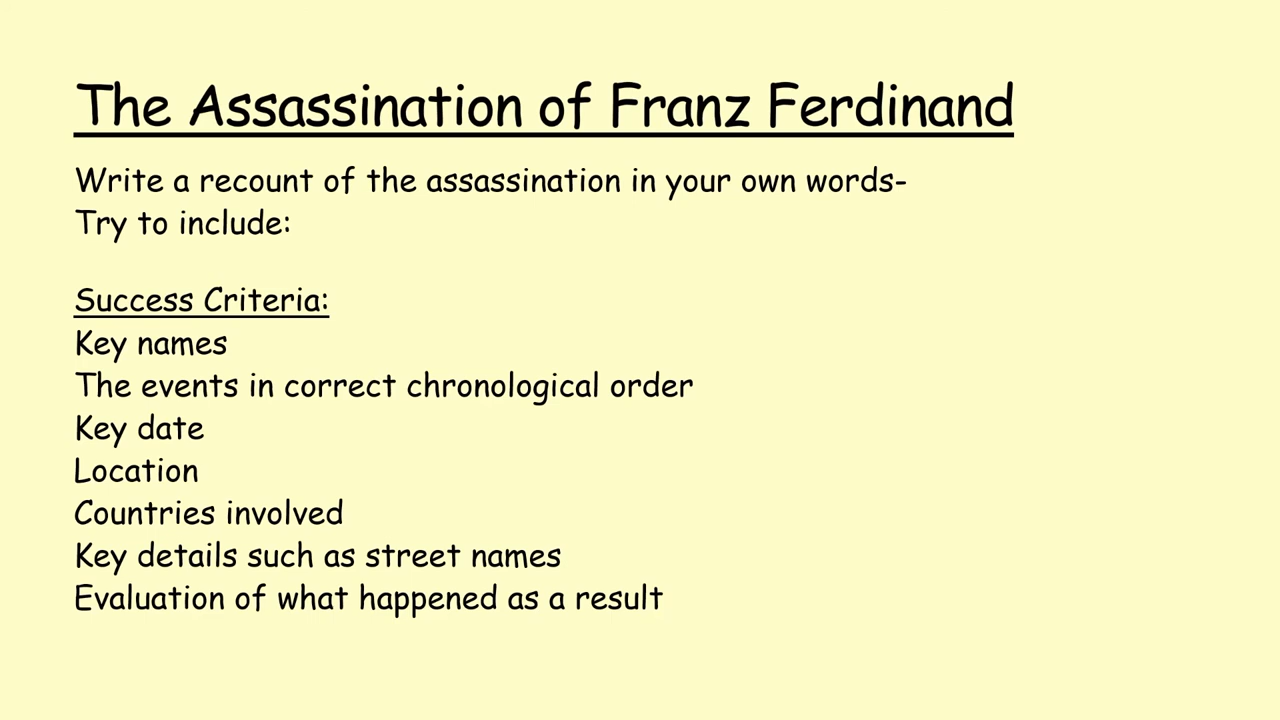 The Assassination of Franz Ferdinand
Write a recount of the assassination in your own words-
Try to include:
Success Criteria:
Key names
The events in correct chronological order
Key date
Location
Countries involved
Key details such as street names
Evaluation of what happened as a result